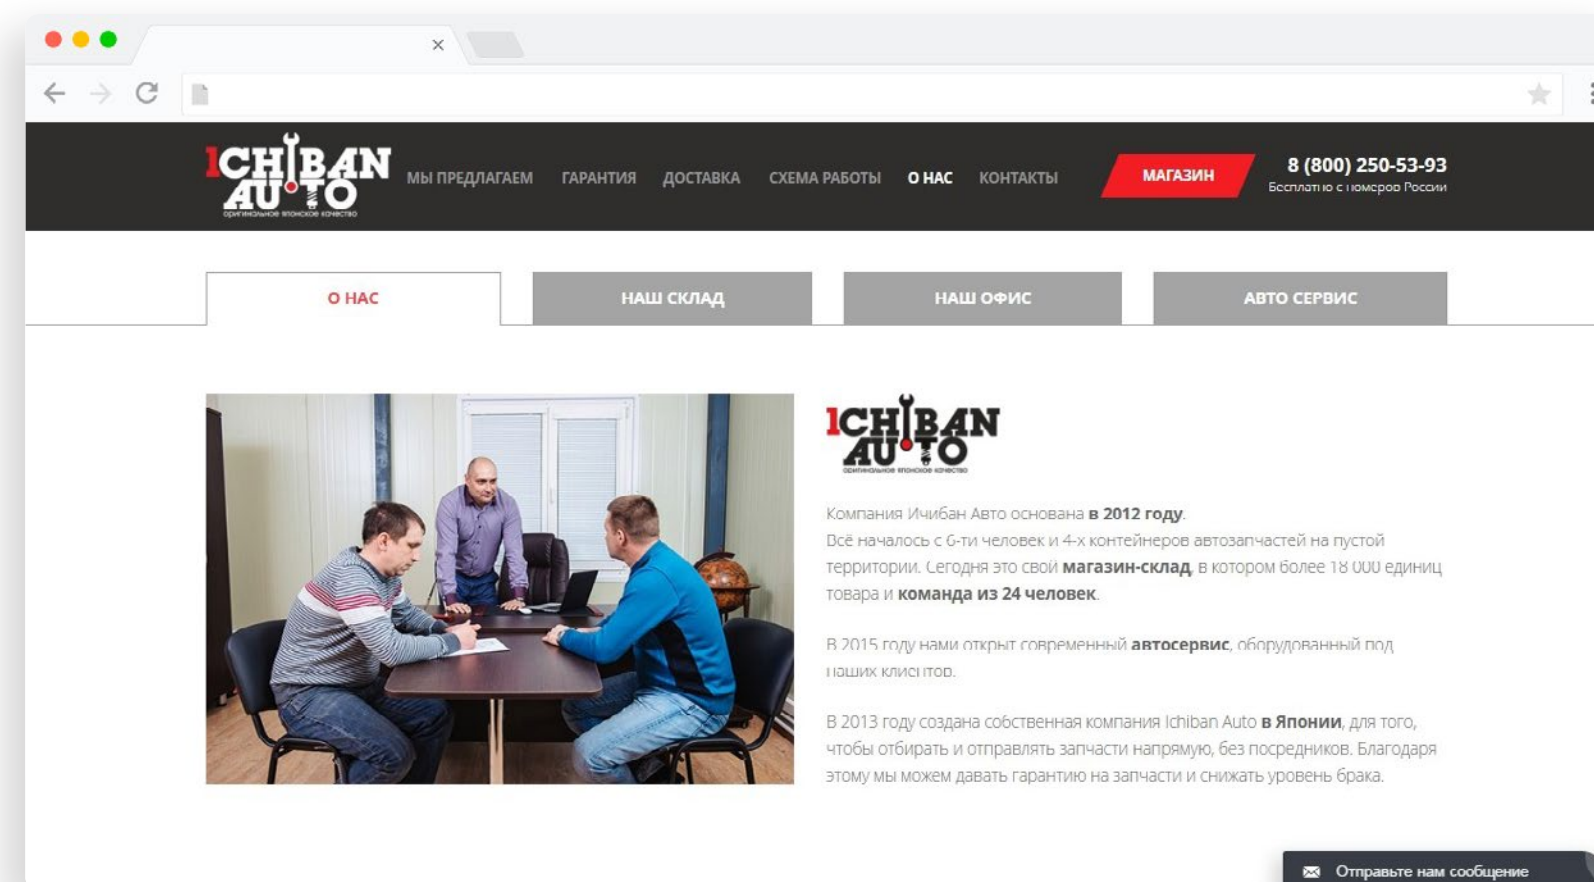 1CHIBAN
AUTO
оригинальное японское качество
МЫ ПРЕДЛАГАЕМ ГАРАНТИЯ ДОСТАВКА СХЕМА РАБОТЫ О НАС КОНТАКТЫ
МАГАЗИН
8 (800) 250-53-93
Бесплатно с номеров России
О НАС
НАШ СКЛАД
НАШ ОФИС
АВТО СЕРВИС
1CHIBAN
AUTO
оригинальное японское качество
Компания Ичибан Авто основана в 2012 году.
Всё началось с 6-ти человек и 4-х контейнеров автозапчастей на пустой
территории. Сегодня это свой магазин-склад, в котором более 18 000 единиц
товара и команда из 24 человек.
В 2015 году нами открыт современный автосервис, оборудованный под
наших клиентов.
В 2013 году создана собственная компания Ichiban Auto в Японии, для того,
чтобы отбирать и отправлять запчасти напрямую, без посредников. Благодаря
этому мы можем давать гарантию на запчасти и снижать уровень брака.
Отправьте нам сообщение